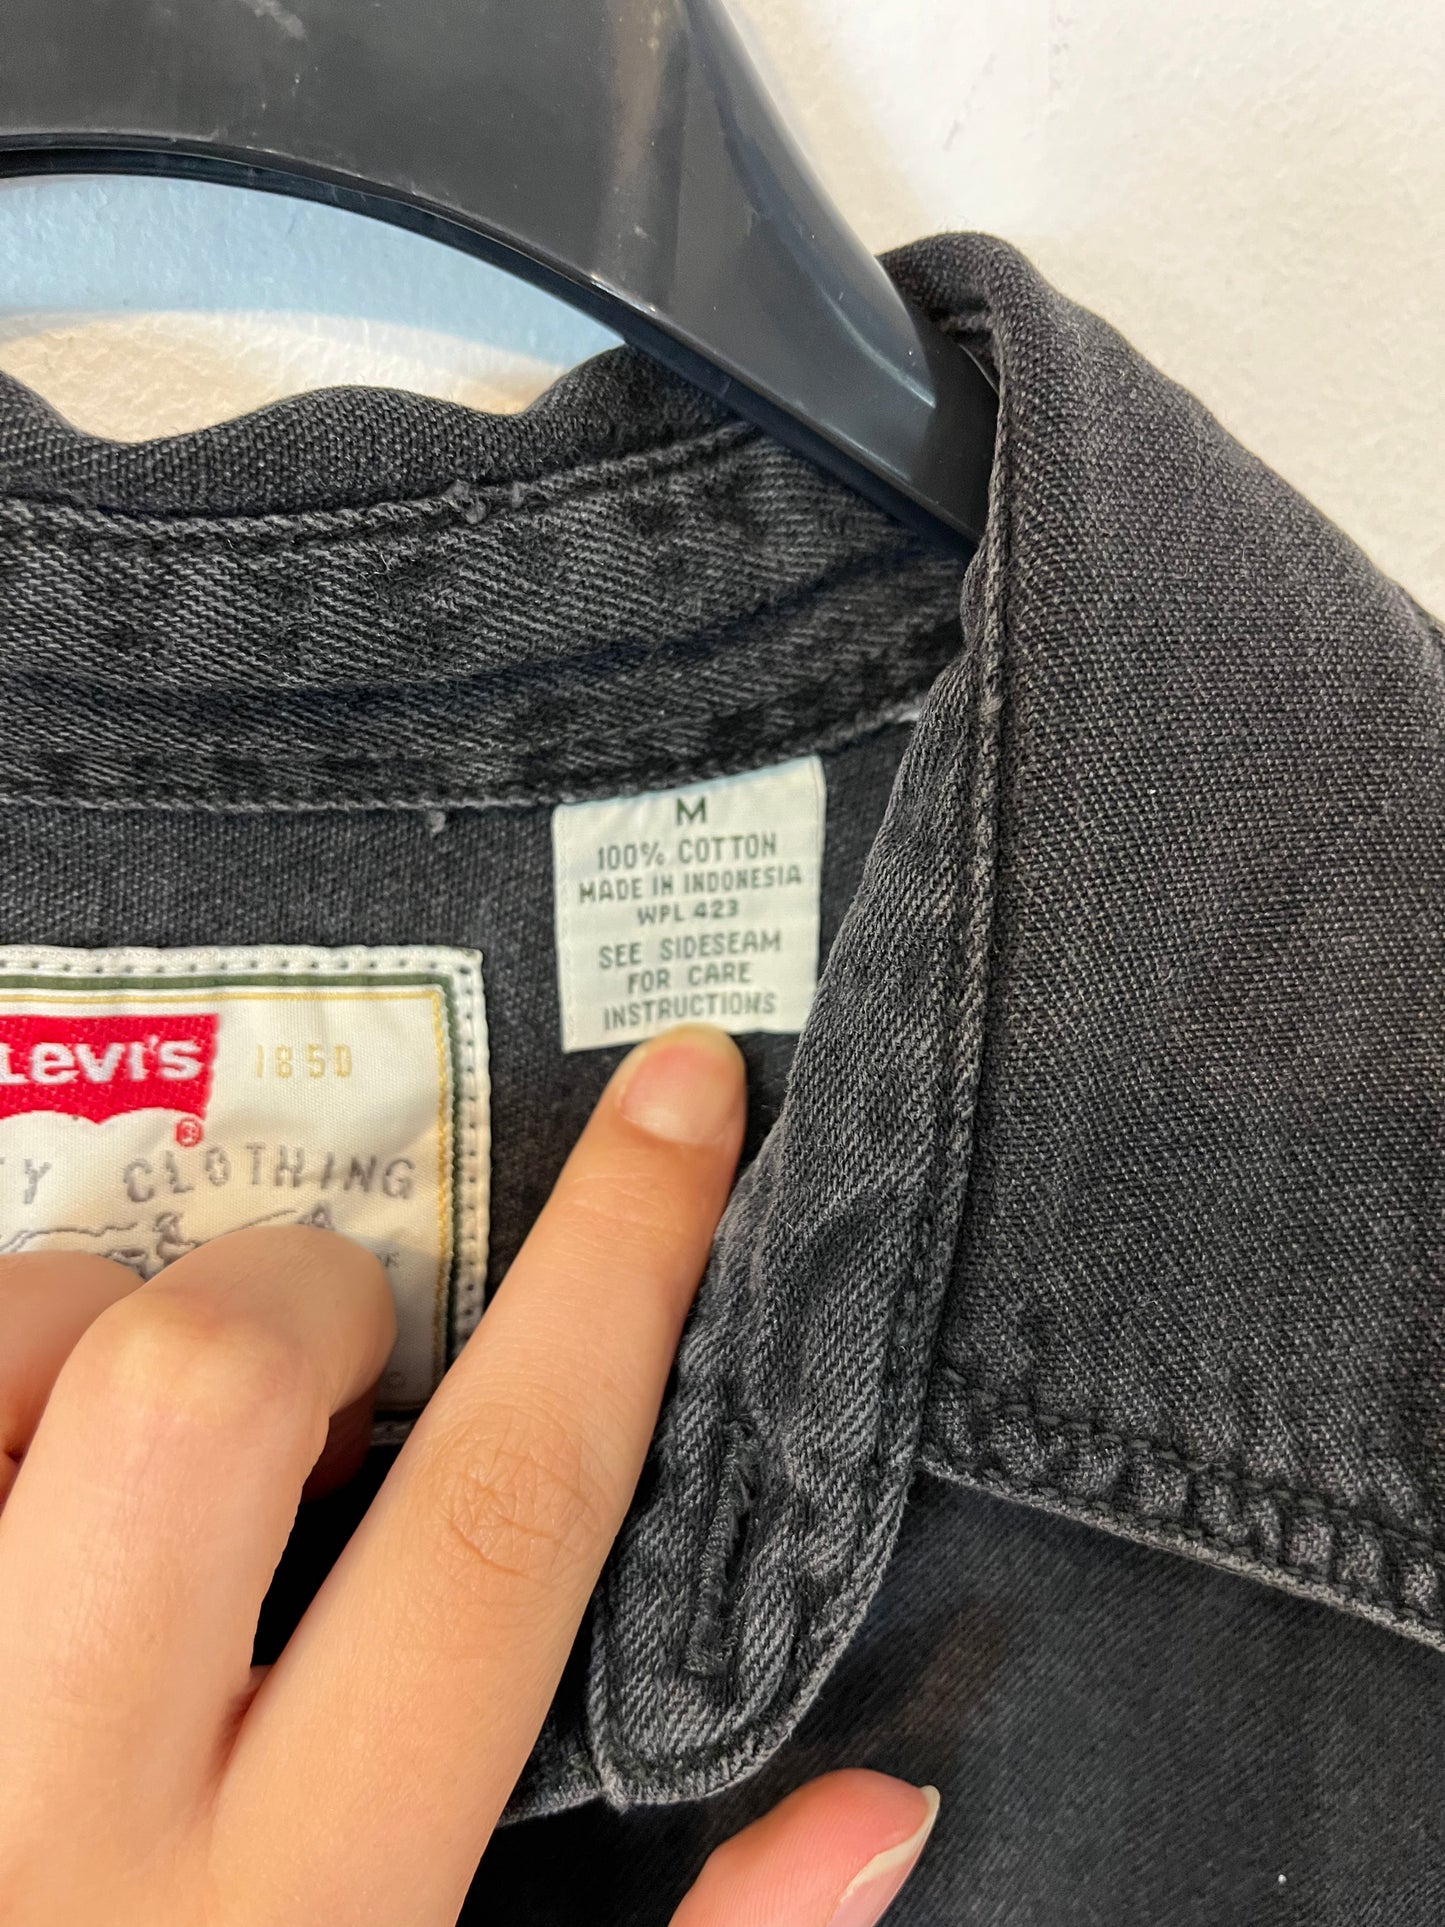 M
100% COTTON
MADE IN INDONESIA
WPL 423
SEE SIDESEAM
FOR CARE
INSTRUCTIONS
Levi's
®
1850
CLOTHING